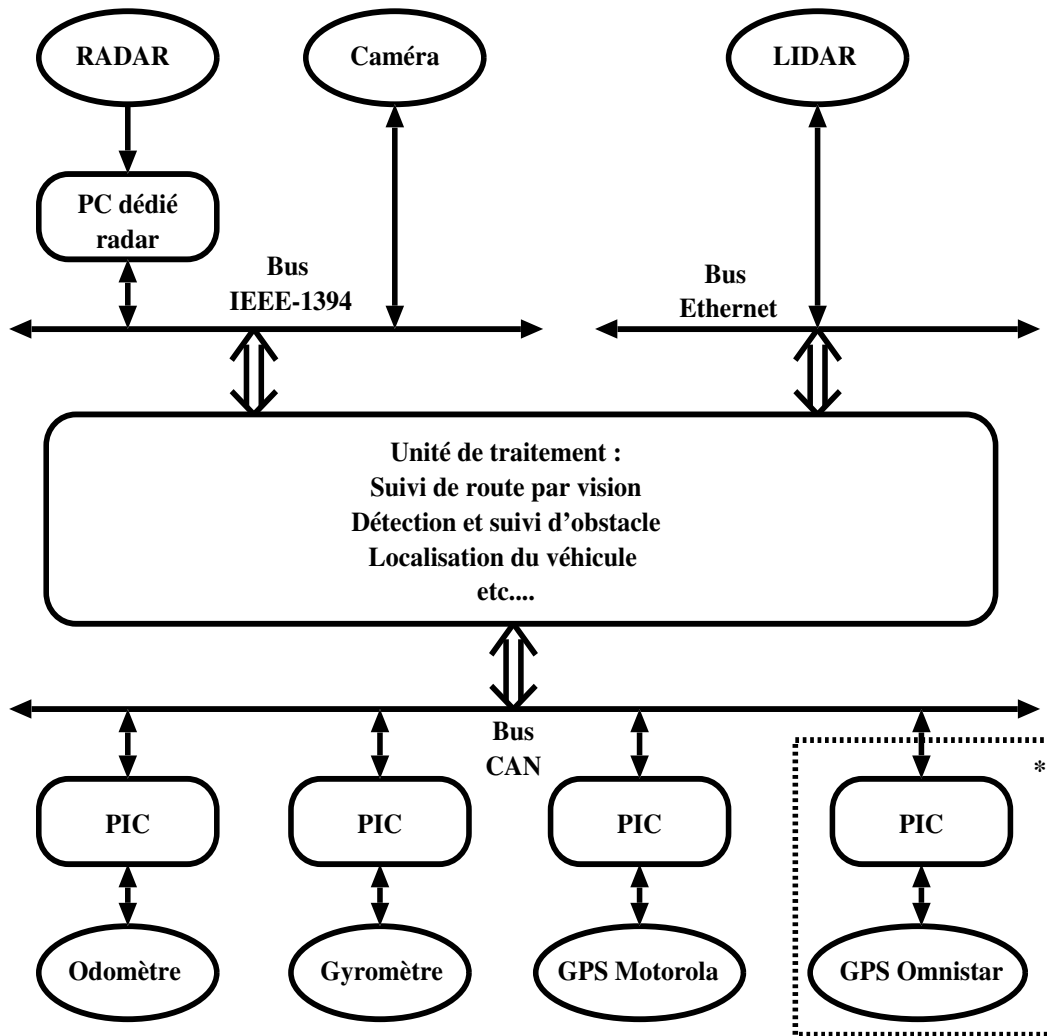 RADAR
Caméra
LIDAR
PC dédié
radar
Bus
IEEE-1394
Bus
Ethernet
Unité de traitement :
Suivi de route par vision
Détection et suivi d'obstacle
Localisation du véhicule
etc....
Bus
CAN
*
PIC
PIC
PIC
PIC
Odomètre
Gyromètre
GPS Motorola
GPS Omnistar